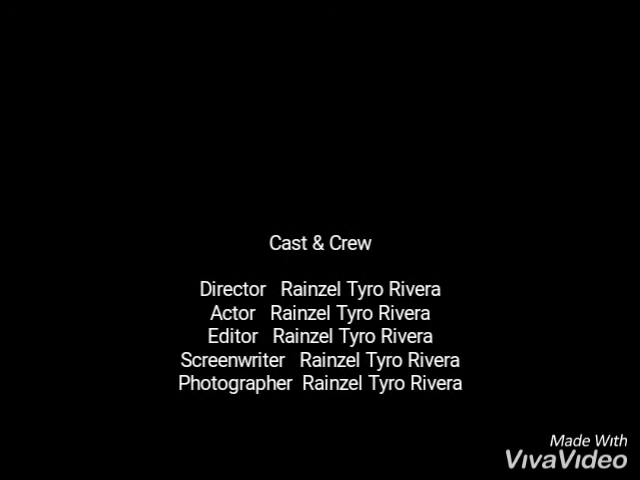 Cast & Crew
Director Rainzel Tyro Rivera
Actor Rainzel Tyro Rivera
Editor Rainzel Tyro Rivera
Screenwriter Rainzel Tyro Rivera
Photographer Rainzel Tyro Rivera
Made With
VivaVideo